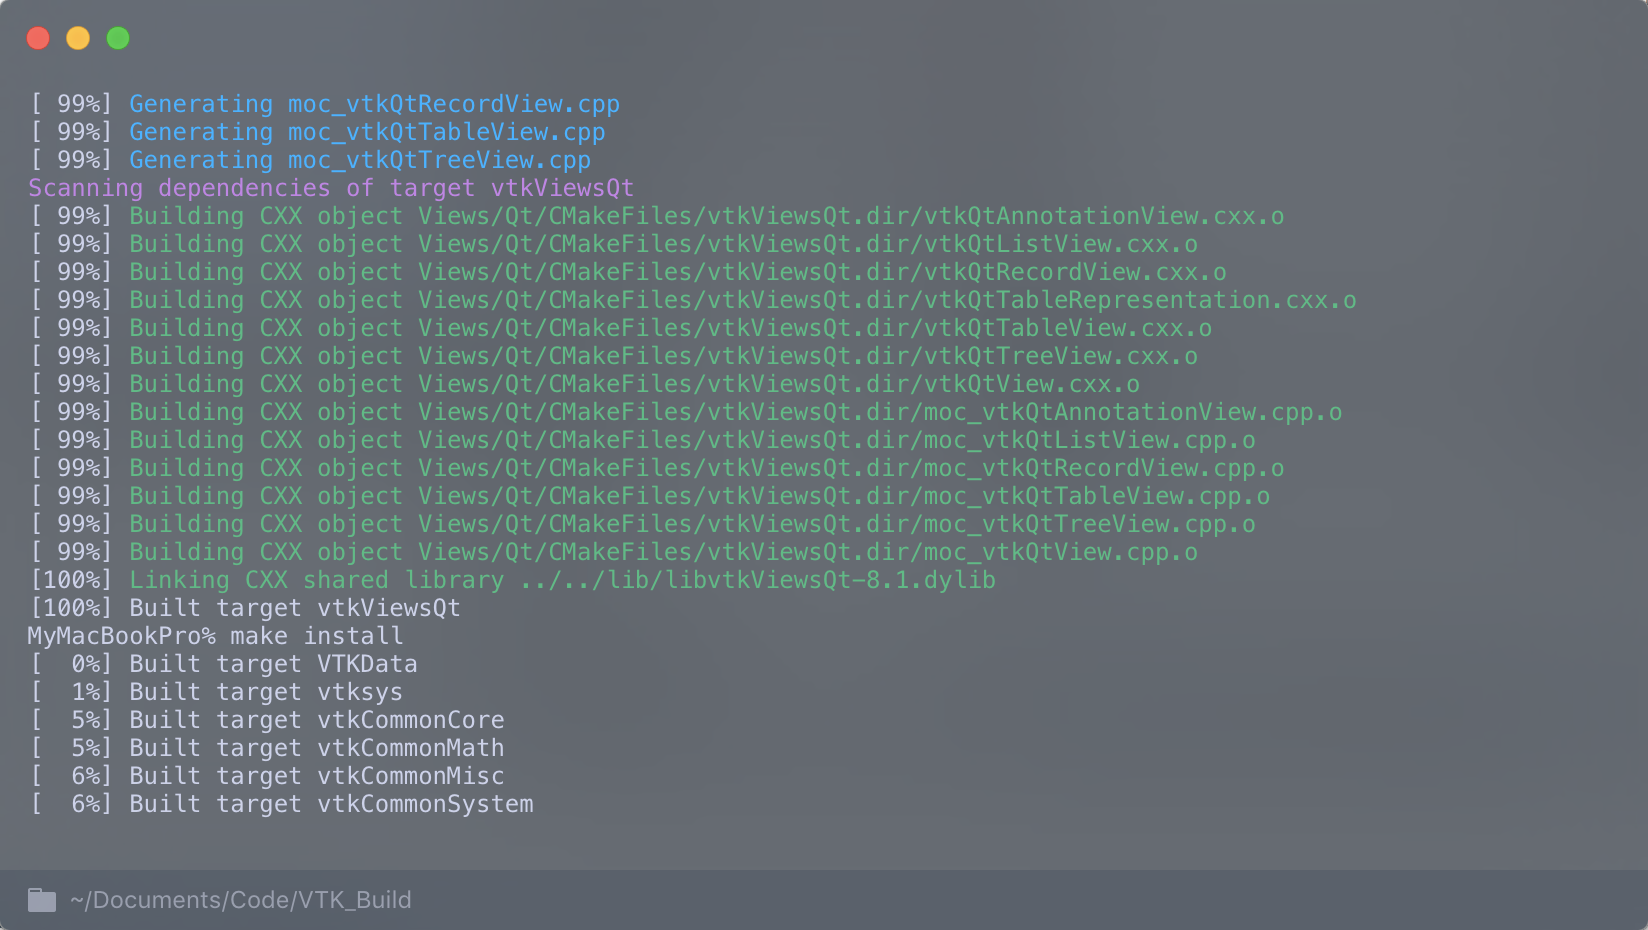 [ 99%] Generating moc_vtkQtRecordView.cpp
[ 99%] Generating moc_vtkQtTableView.cpp
[ 99%] Generating moc_vtkQtTreeView.cpp
Scanning dependencies of target vtkViewsQt
[ 99%] Building CXX object Views/Qt/CMakeFiles/vtkViewsQt.dir/vtkQtAnnotationView.cxx.o
[ 99%] Building CXX object Views/Qt/CMakeFiles/vtkViewsQt.dir/vtkQtListView.cxx.o
[ 99%] Building CXX object Views/Qt/CMakeFiles/vtkViewsQt.dir/vtkQtRecordView.cxx.o
[ 99%] Building CXX object Views/Qt/CMakeFiles/vtkViewsQt.dir/vtkQtTableRepresentation.cxx.o
[ 99%] Building CXX object Views/Qt/CMakeFiles/vtkViewsQt.dir/vtkQtTableView.cxx.o
[ 99%] Building CXX object Views/Qt/CMakeFiles/vtkViewsQt.dir/vtkQtTreeView.cxx.o
[ 99%] Building CXX object Views/Qt/CMakeFiles/vtkViewsQt.dir/vtkQtView.cxx.o
[ 99%] Building CXX object Views/Qt/CMakeFiles/vtkViewsQt.dir/moc_vtkQtAnnotationView.cpp.o
[ 99%] Building CXX object Views/Qt/CMakeFiles/vtkViewsQt.dir/moc_vtkQtListView.cpp.o
[ 99%] Building CXX object Views/Qt/CMakeFiles/vtkViewsQt.dir/moc_vtkQtRecordView.cpp.o
[ 99%] Building CXX object Views/Qt/CMakeFiles/vtkViewsQt.dir/moc_vtkQtTableView.cpp.o
[ 99%] Building CXX object Views/Qt/CMakeFiles/vtkViewsQt.dir/moc_vtkQtTreeView.cpp.o
[ 99%] Building CXX object Views/Qt/CMakeFiles/vtkViewsQt.dir/moc_vtkQtView.cpp.o
[100%] Linking CXX shared library ../../lib/libvtkViewsQt-8.1.dylib
[100%] Built target vtkViewsQt
MyMacBookPro% make install
[  0%] Built target VTKData
[  1%] Built target vtksys
[  5%] Built target vtkCommonCore
[  5%] Built target vtkCommonMath
[  6%] Built target vtkCommonMisc
[  6%] Built target vtkCommonSystem
~/Documents/Code/VTK_Build